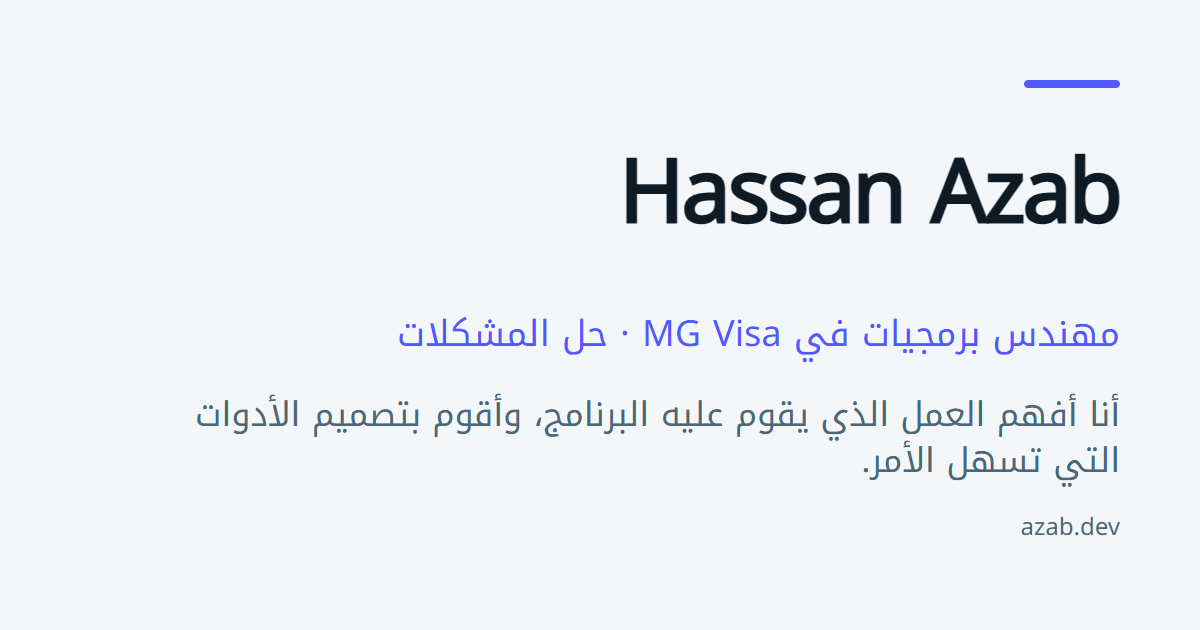 Hassan Azab
مهندس برمجيات في MG Visa · حل المشكلات
أنا أفهم العمل الذي يقوم عليه البرنامج، وأقوم بتصميم الأدوات
التي تسهل الأمر.
azab.dev